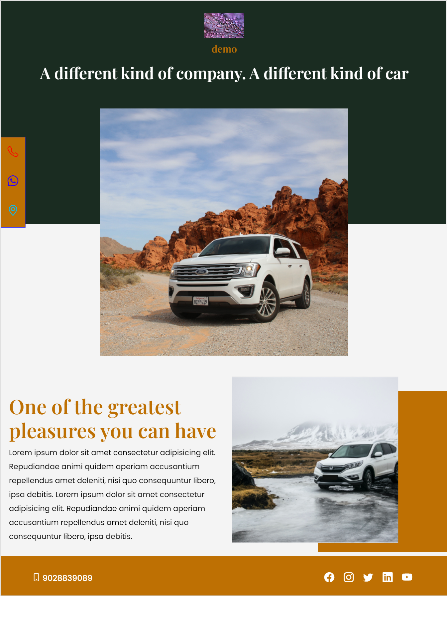 demo
A different kind of company. A different kind of car
One of the greatest
pleasures you can have
Lorem ipsum dolor sit amet consectetur adipisicing elit.
Repudiandae animi quidem aperiam accusantium
repellendus amet deleniti, nisi quo consequuntur libero,
ipsa debitis. Lorem ipsum dolor sit amet consectetur
adipisicing elit. Repudiandae animi quidem aperiam
accusantium repellendus amet deleniti, nisi quo
consequuntur libero, ipsa debitis.
9028839089